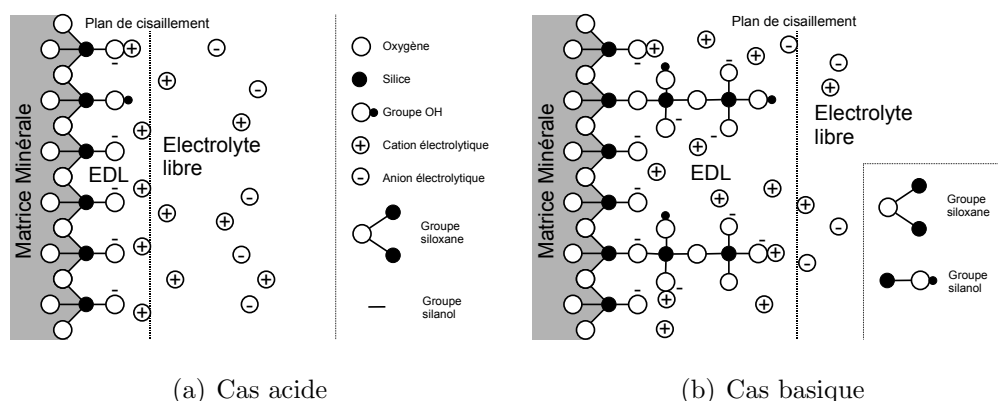 Plan de cisaillement
Matrice Minérale
EDL
Electrolyte
libre
Oxygène
Silice
Groupe OH
Cation électrolytique
Anion électrolytique
Groupe
siloxane
Groupe
silanol
(a) Cas acide
Plan de cisaillement
Matrice Minérale
EDL
Electrolyte
libre
Groupe
siloxane
Groupe
silanol
(b) Cas basique